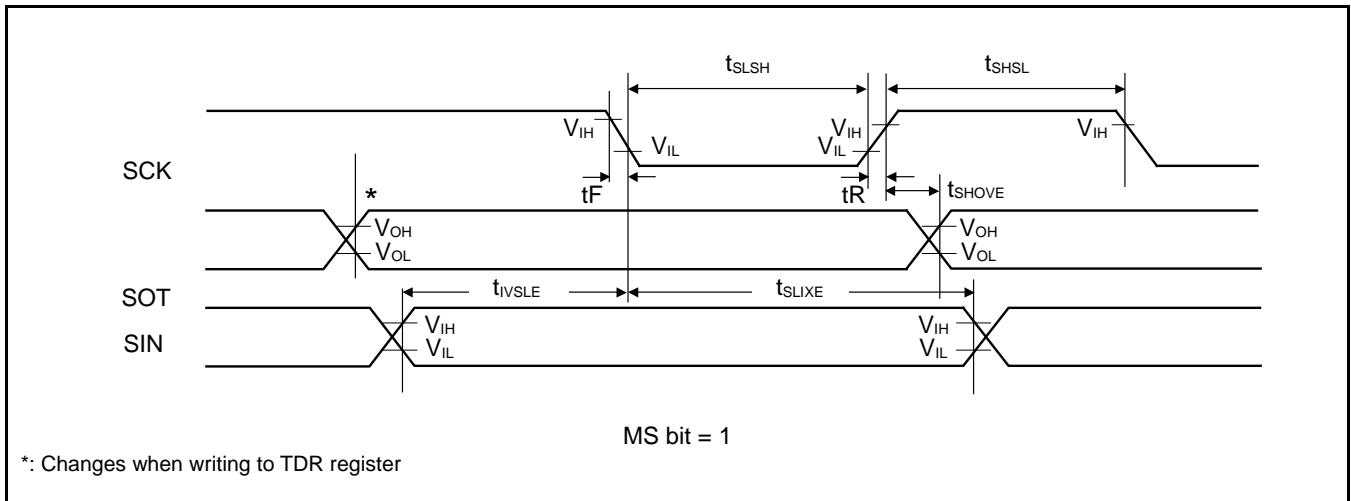 tSLSH tSHSL
VIH VIL VIH VIL VIH
SCK
tF tR tSHOVE
*
VOH VOH
VOL VOL
SOT
tIVSLE tSLIXE
SIN
VIH VIH
VIL VIL
MS bit = 1
*: Changes when writing to TDR register